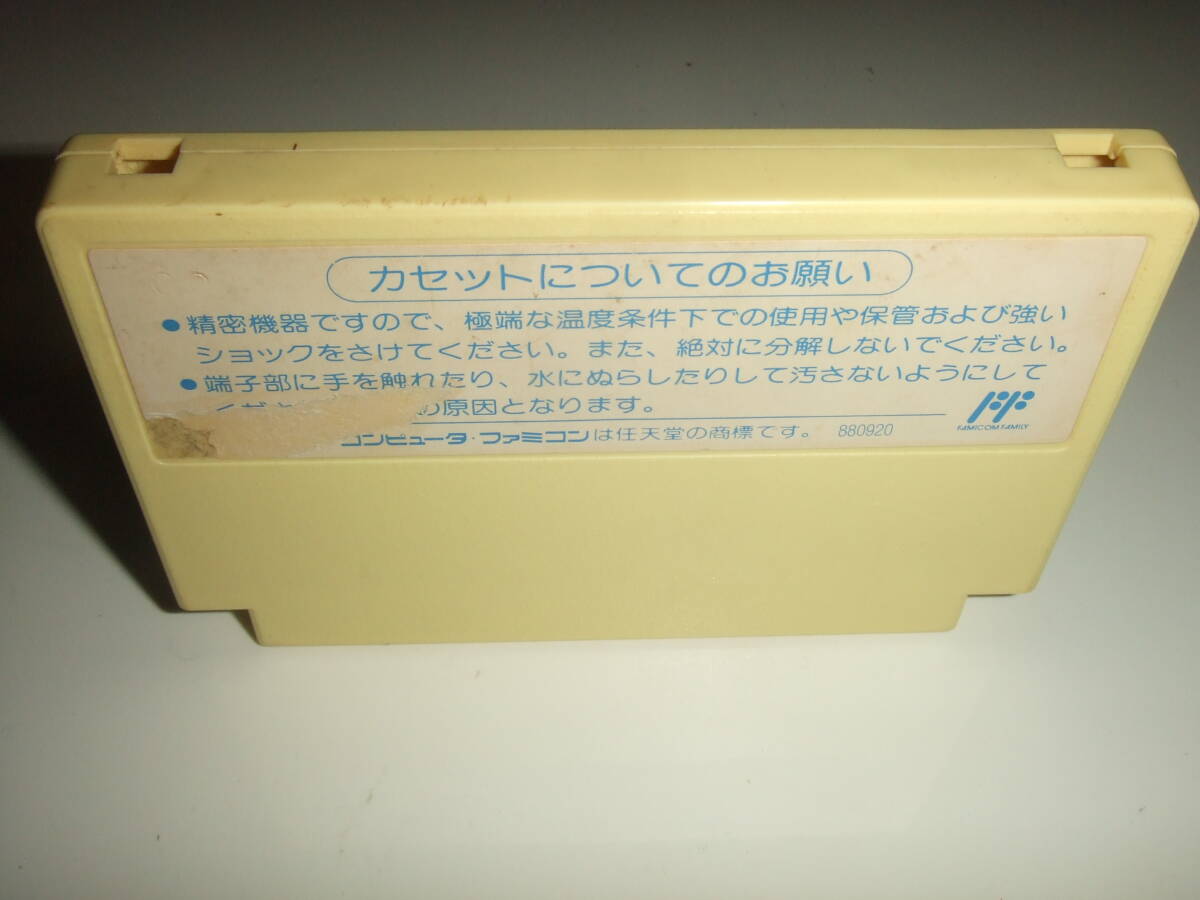 カセットについてのお願い
●精密機器ですので、極端な温度条件下での使用や保管および強い
ショックをさけてください。また、絶対に分解しないでください。
●端子部に手を触れたり、水にぬらしたりして汚さないようにして
の原因となります。
コンピュータ・ファミコンは任天堂の商標です。 880920
FAMICOM FAMILY